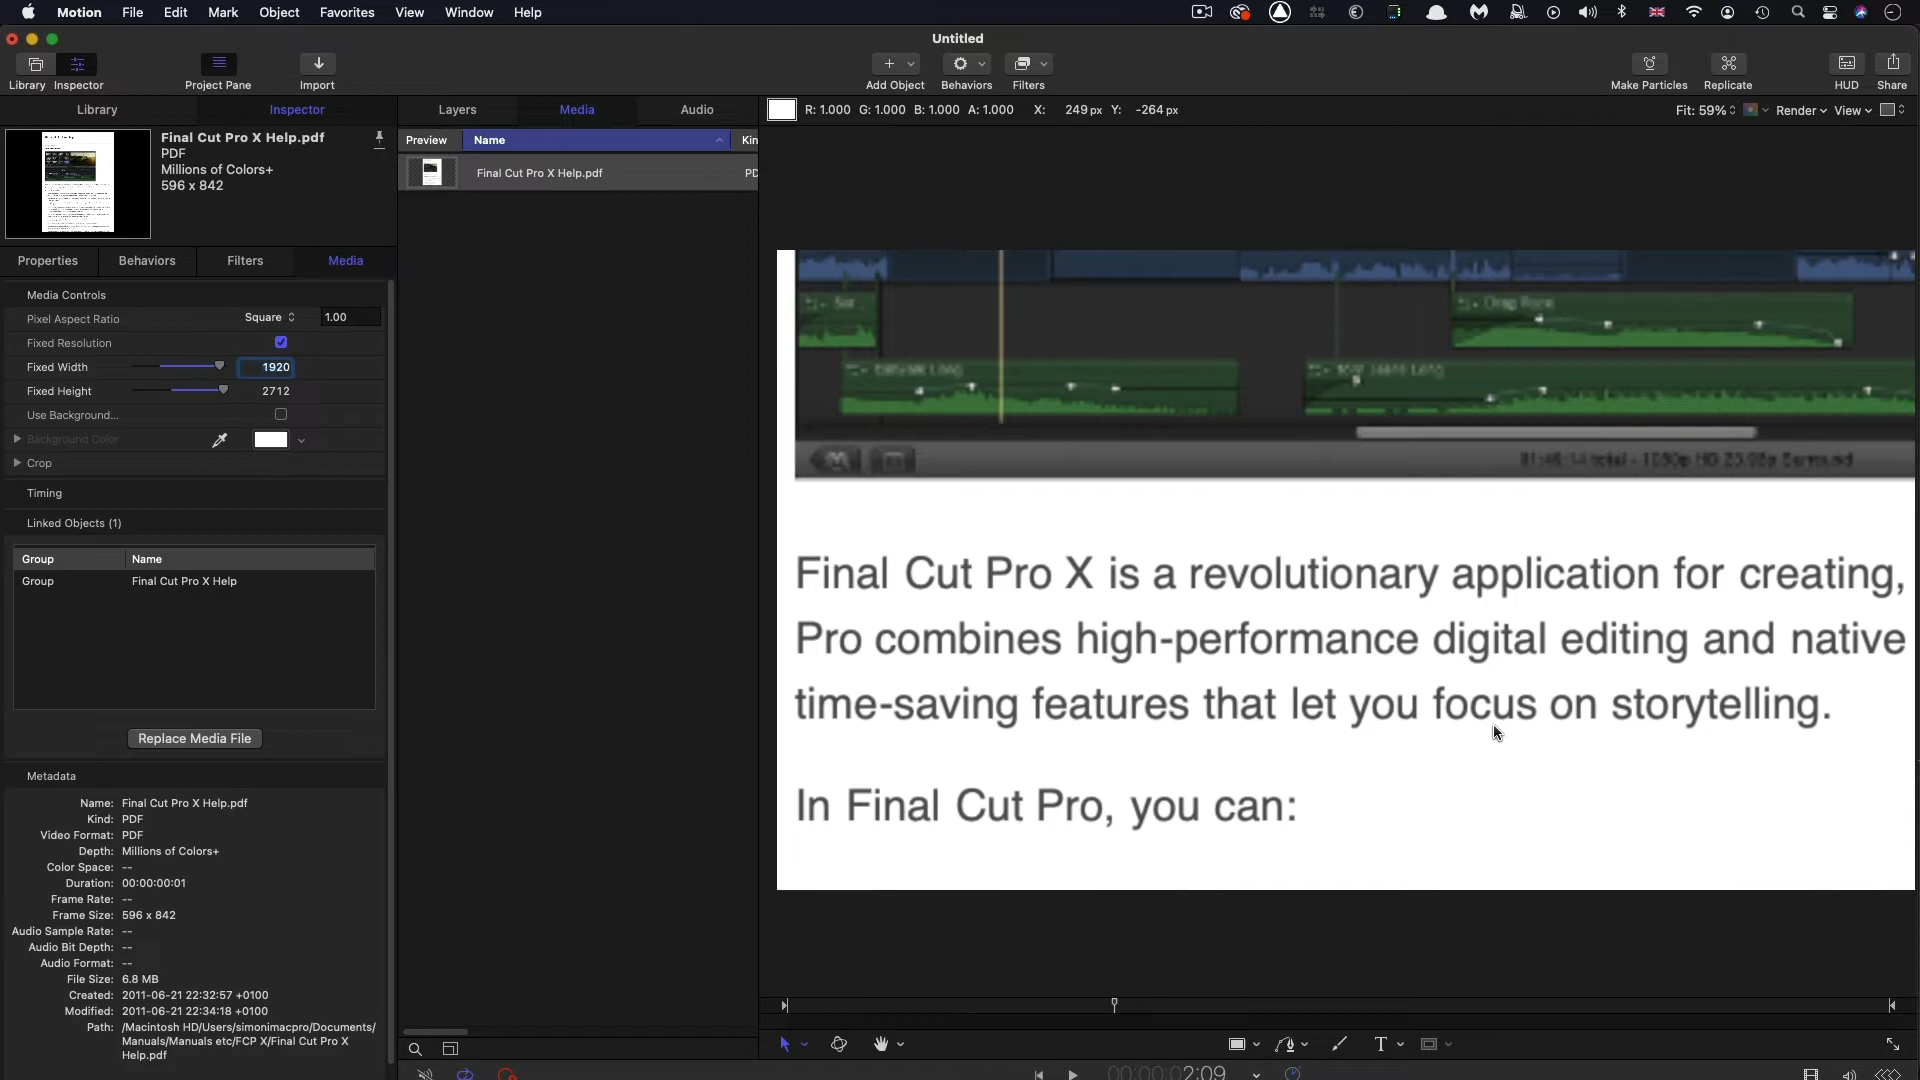 Motion File Edit Mark Object Favorites View Window Help
Untitled
Library Inspector Project Pane Import Add Object Behaviors Filters Make Particles Replicate HUD Share
Library Inspector Layers Media Audio R: 1.000 G: 1.000 B: 1.000 A: 1.000 X: 249 px Y: -264 px Fit: 59% Render View
Final Cut Pro X Help.pdf
PDF
Millions of Colors+
596 x 842
Preview Name Kin
Final Cut Pro X Help.pdf PD
Properties Behaviors Filters Media
Media Controls
Pixel Aspect Ratio Square 1.00
Fixed Resolution
Fixed Width 1920
Fixed Height 2712
Use Background...
Background Color
Crop
Timing
Linked Objects (1)
Group Name
Group Final Cut Pro X Help
Replace Media File
Metadata
Name: Final Cut Pro X Help.pdf
Kind: PDF
Video Format: PDF
Depth: Millions of Colors+
Color Space: --
Duration: 00:00:00:01
Frame Rate: --
Frame Size: 596 x 842
Audio Sample Rate: --
Audio Bit Depth: --
Audio Format: --
File Size: 6.8 MB
Created: 2011-06-21 22:32:57 +0100
Modified: 2011-06-21 22:34:18 +0100
Path: /Macintosh HD/Users/simonimacpro/Documents/
Manuals/Manuals etc/FCP X/Final Cut Pro X
Help.pdf
Final Cut Pro X is a revolutionary application for creating,
Pro combines high-performance digital editing and native
time-saving features that let you focus on storytelling.
In Final Cut Pro, you can:
T
00:00:02:09